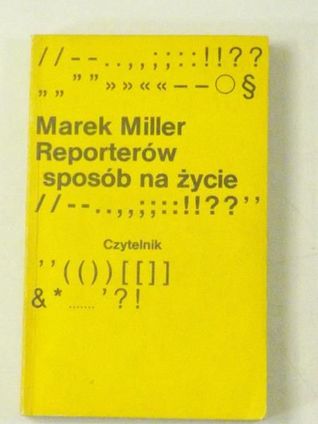 //--..,,;;::!!??
„„””»»««––○§
Marek Miller
Reporterów
sposób na życie
//--..,,;;::!!??’’
Czytelnik
’’(())[[]]
&*.......’?!